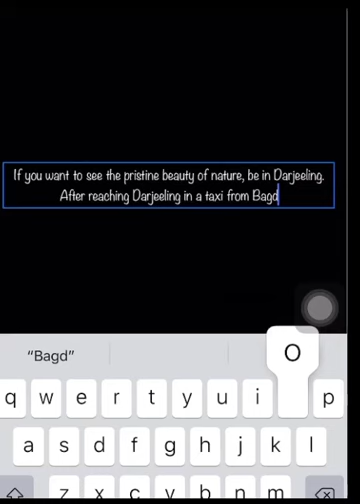 If you want to see the pristine beauty of nature, be in Darjeeling.
After reaching Darjeeling in a taxi from Bagd
“Bagd”
O
q w e r t y u i p
a s d f g h j k l
z x c v b n m